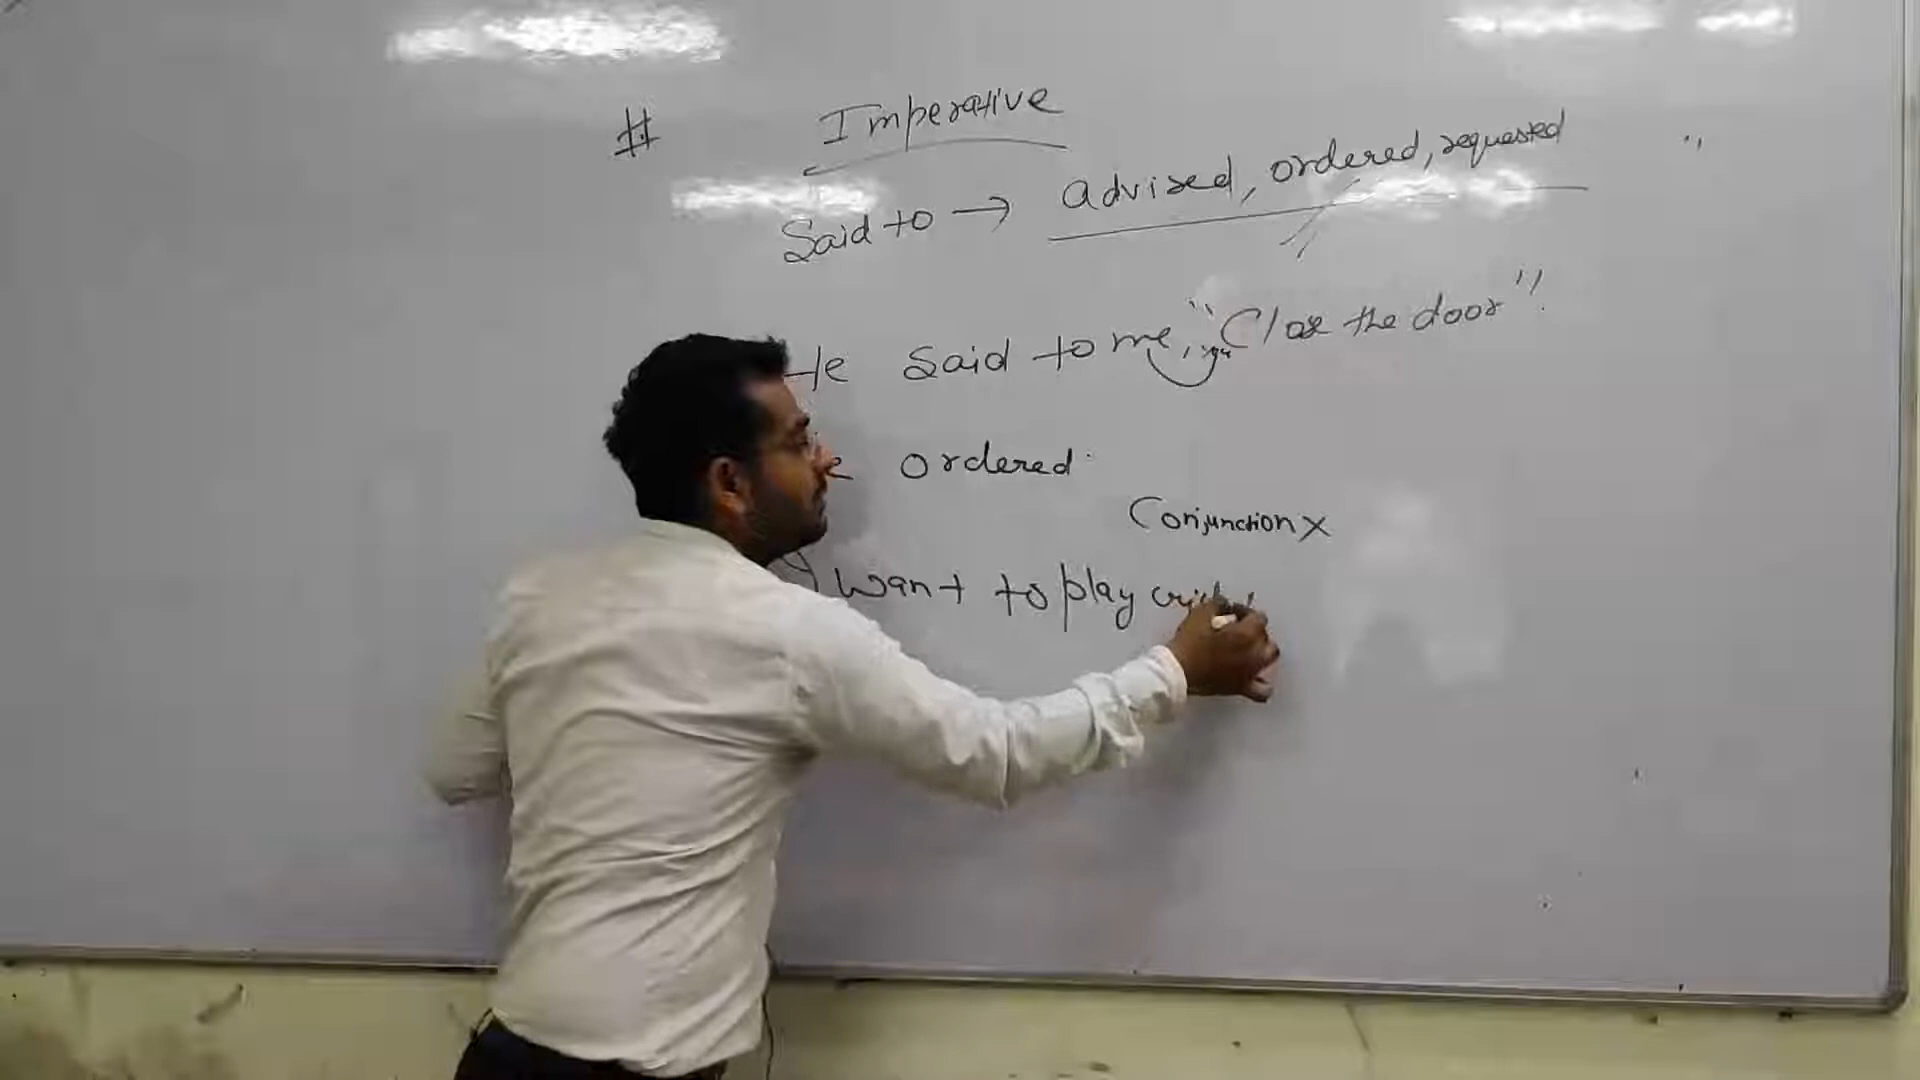 # Imperative
Said to → advised, ordered, requested
He said to me, "Close the door".
ordered
Conjunction x
I want to play